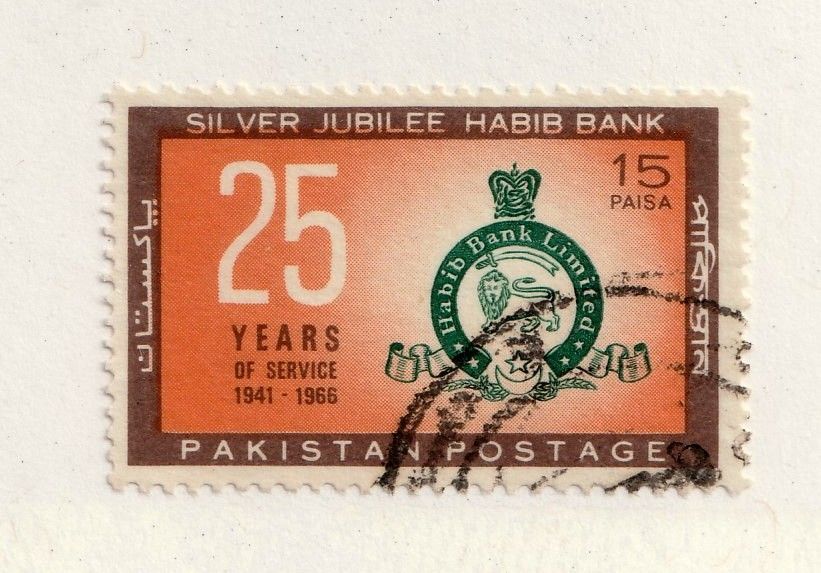 SILVER JUBILEE HABIB BANK
25
YEARS
OF SERVICE
1941 - 1966
15
PAISA
Habib Bank Limited
پاکستان
পাকিস্তান
PAKISTAN POSTAGE